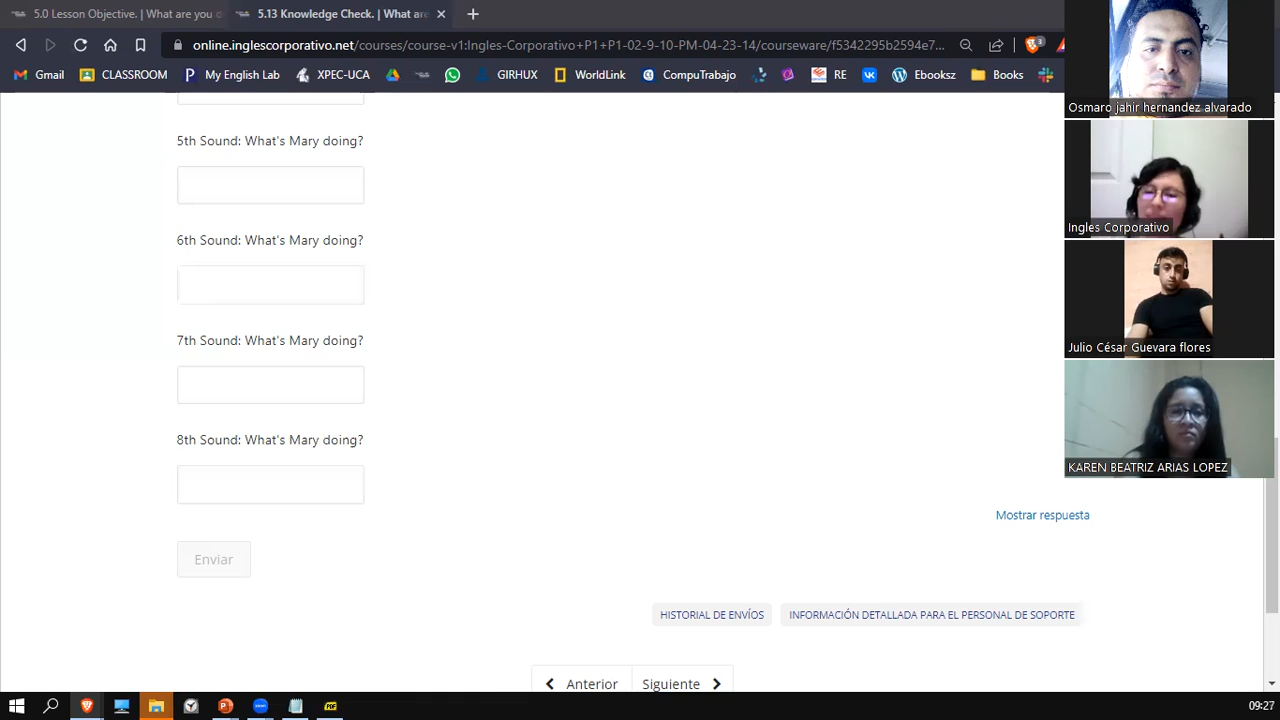 5.0 Lesson Objective. | What are you d
5.13 Knowledge Check. | What are
online.inglescorporativo.net/courses/course-v1:Ingles-Corporativo+P1+P1-02-9-10-PM-04-23-14/courseware/f5342295b2594e7...
3
Gmail
CLASSROOM
My English Lab
XPEC-UCA
GIRHUX
WorldLink
CompuTrabajo
RE
Ebooksz
Books
Osmaro jahir hernandez alvarado
5th Sound: What's Mary doing?
Ingles Corporativo
6th Sound: What's Mary doing?
7th Sound: What's Mary doing?
Julio César Guevara flores
8th Sound: What's Mary doing?
KAREN BEATRIZ ARIAS LOPEZ
Mostrar respuesta
Enviar
HISTORIAL DE ENVÍOS
INFORMACIÓN DETALLADA PARA EL PERSONAL DE SOPORTE
Anterior
Siguiente
09:27